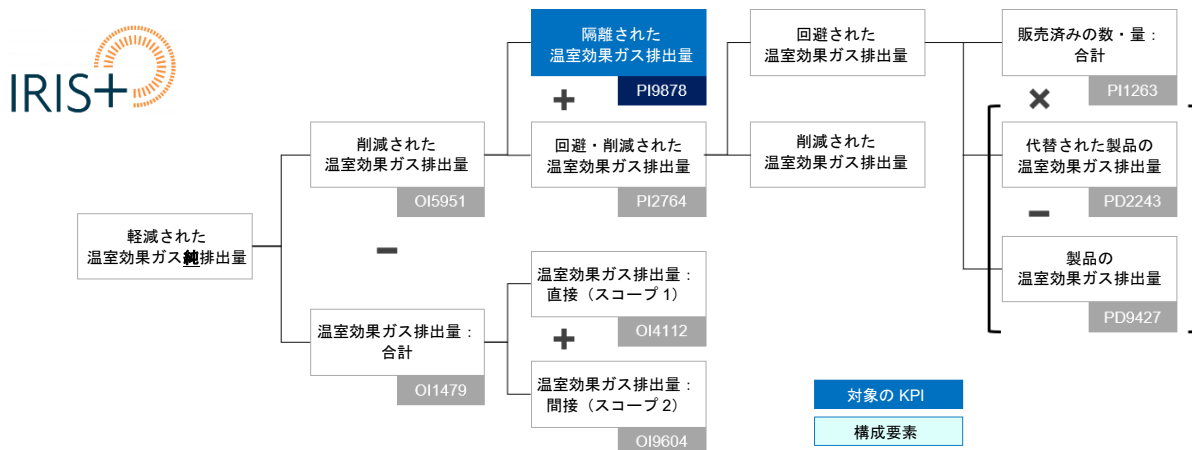 IRIS+
軽減された
温室効果ガス純排出量
削減された
温室効果ガス排出量
OI5951
温室効果ガス排出量：
合計
OI1479
隔離された
温室効果ガス排出量
PI9878
回避・削減された
温室効果ガス排出量
PI2764
温室効果ガス排出量：
直接（スコープ 1）
OI4112
温室効果ガス排出量：
間接（スコープ 2）
OI9604
回避された
温室効果ガス排出量
削減された
温室効果ガス排出量
販売済みの数・量：
合計
PI1263
代替された製品の
温室効果ガス排出量
PD2243
製品の
温室効果ガス排出量
PD9427
対象の KPI
構成要素